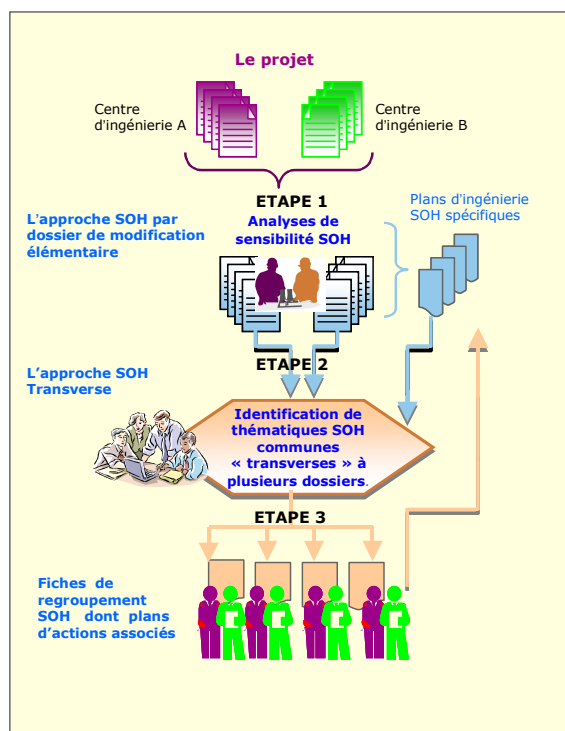 Le projet
Centre
d'ingénierie A
Centre
d'ingénierie B
ETAPE 1
L'approche SOH par
dossier de modification
élémentaire
Analyses de
sensibilité SOH
Plans d'ingénierie
SOH spécifiques
ETAPE 2
L'approche SOH
Transverse
Identification de
thématiques SOH
communes
« transverses » à
plusieurs dossiers.
ETAPE 3
Fiches de
regroupement
SOH dont plans
d'actions associés